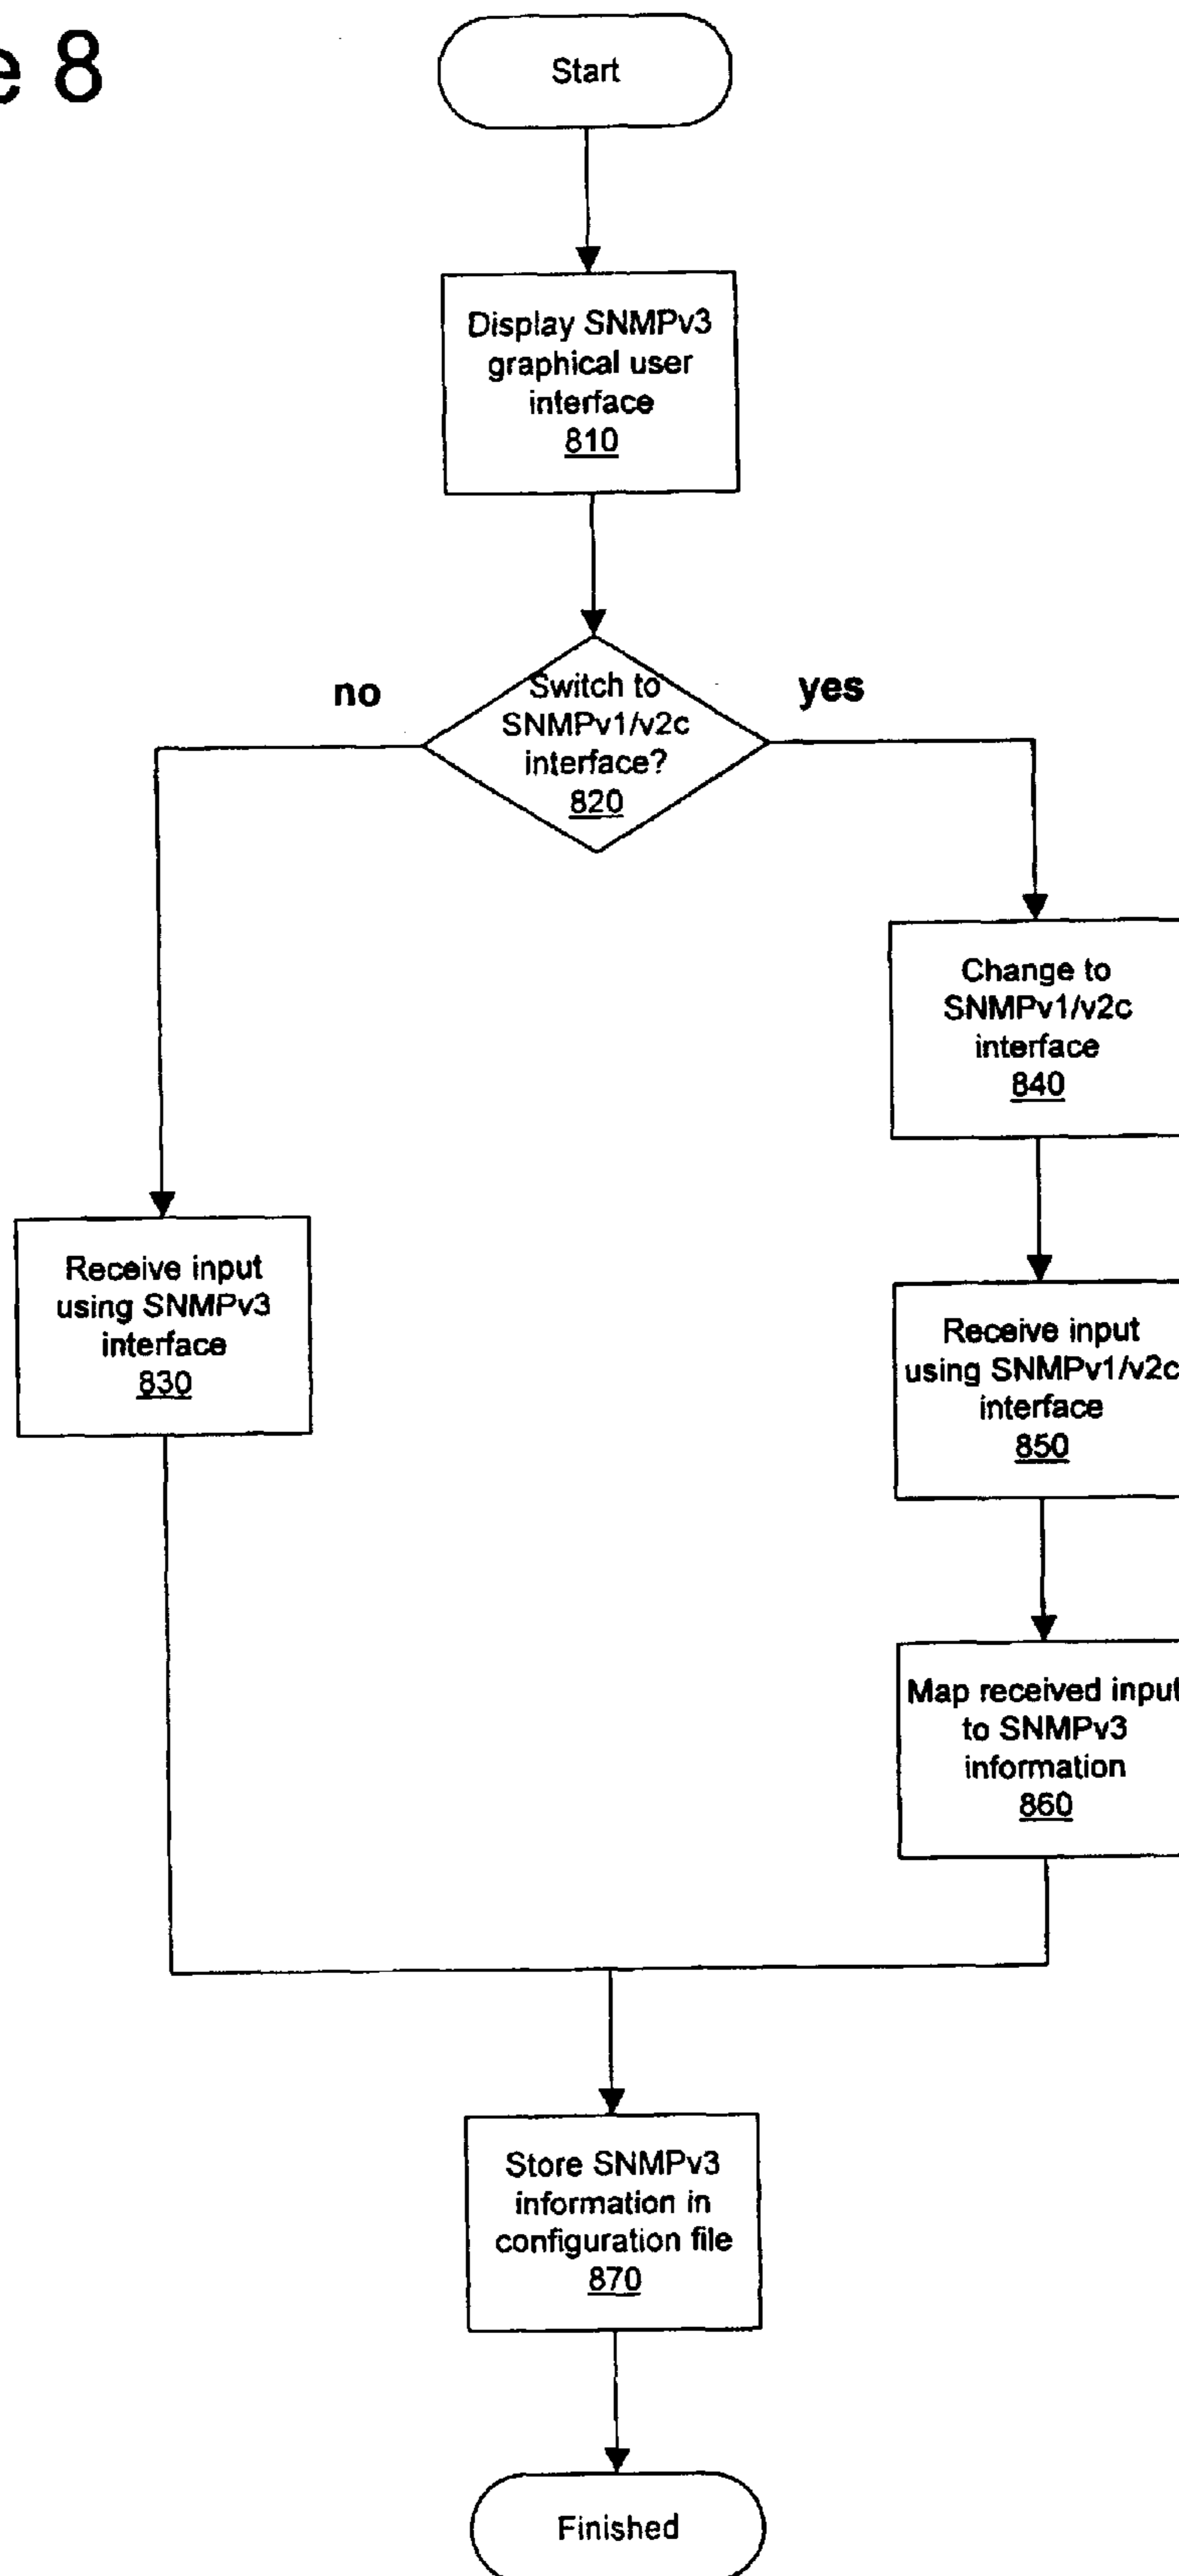 e 8
Start
Display SNMPv3
graphical user
interface
810
no
yes
Switch to
SNMPv1/v2c
interface?
820
Change to
SNMPv1/v2c
interface
840
Receive input
using SNMPv3
interface
830
Receive input
using SNMPv1/v2c
interface
850
Map received input
to SNMPv3
information
860
Store SNMPv3
information in
configuration file
870
Finished